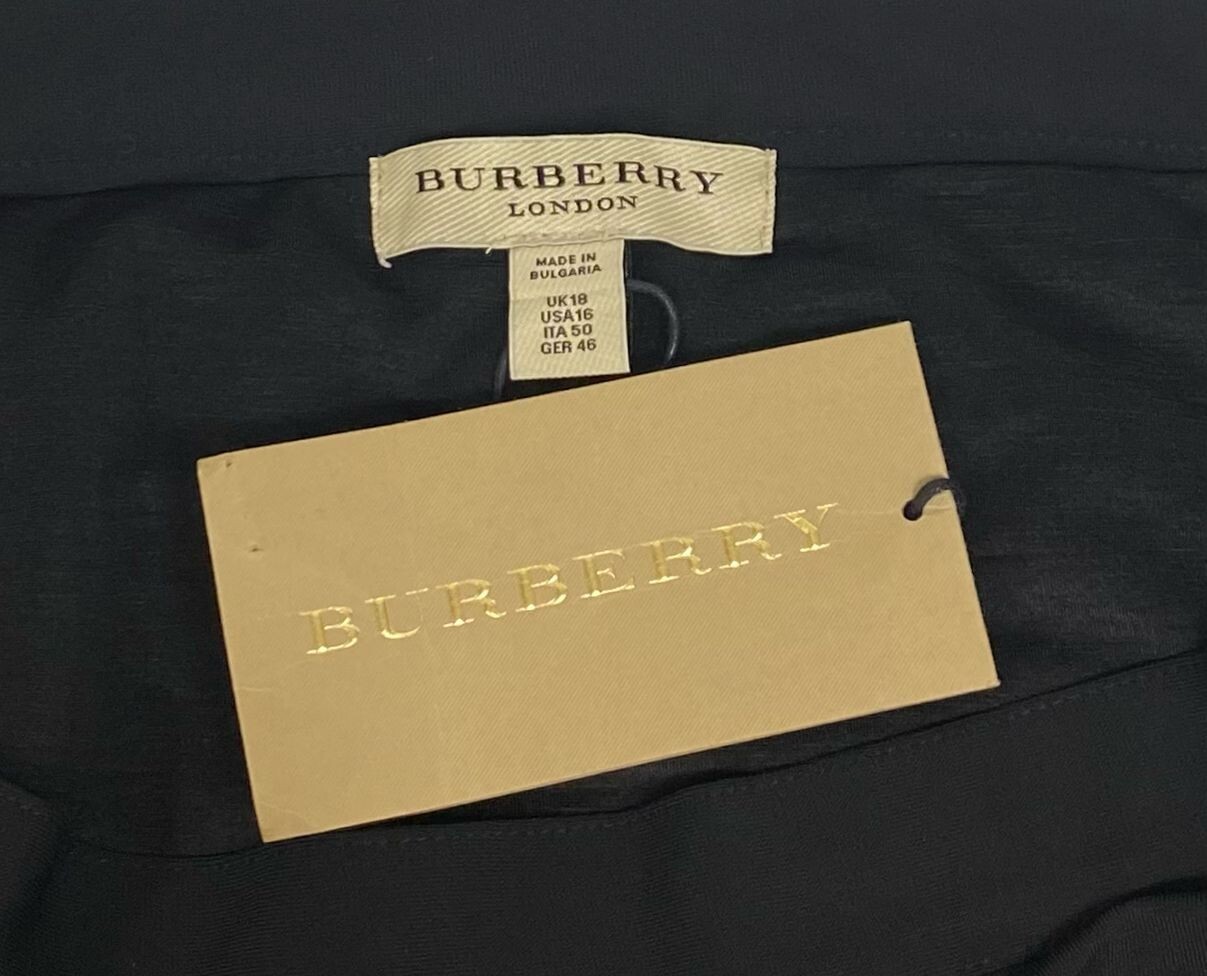 BURBERRY
LONDON
MADE IN
BULGARIA
UK18
USA16
ITA 50
GER 46
BURBERRY